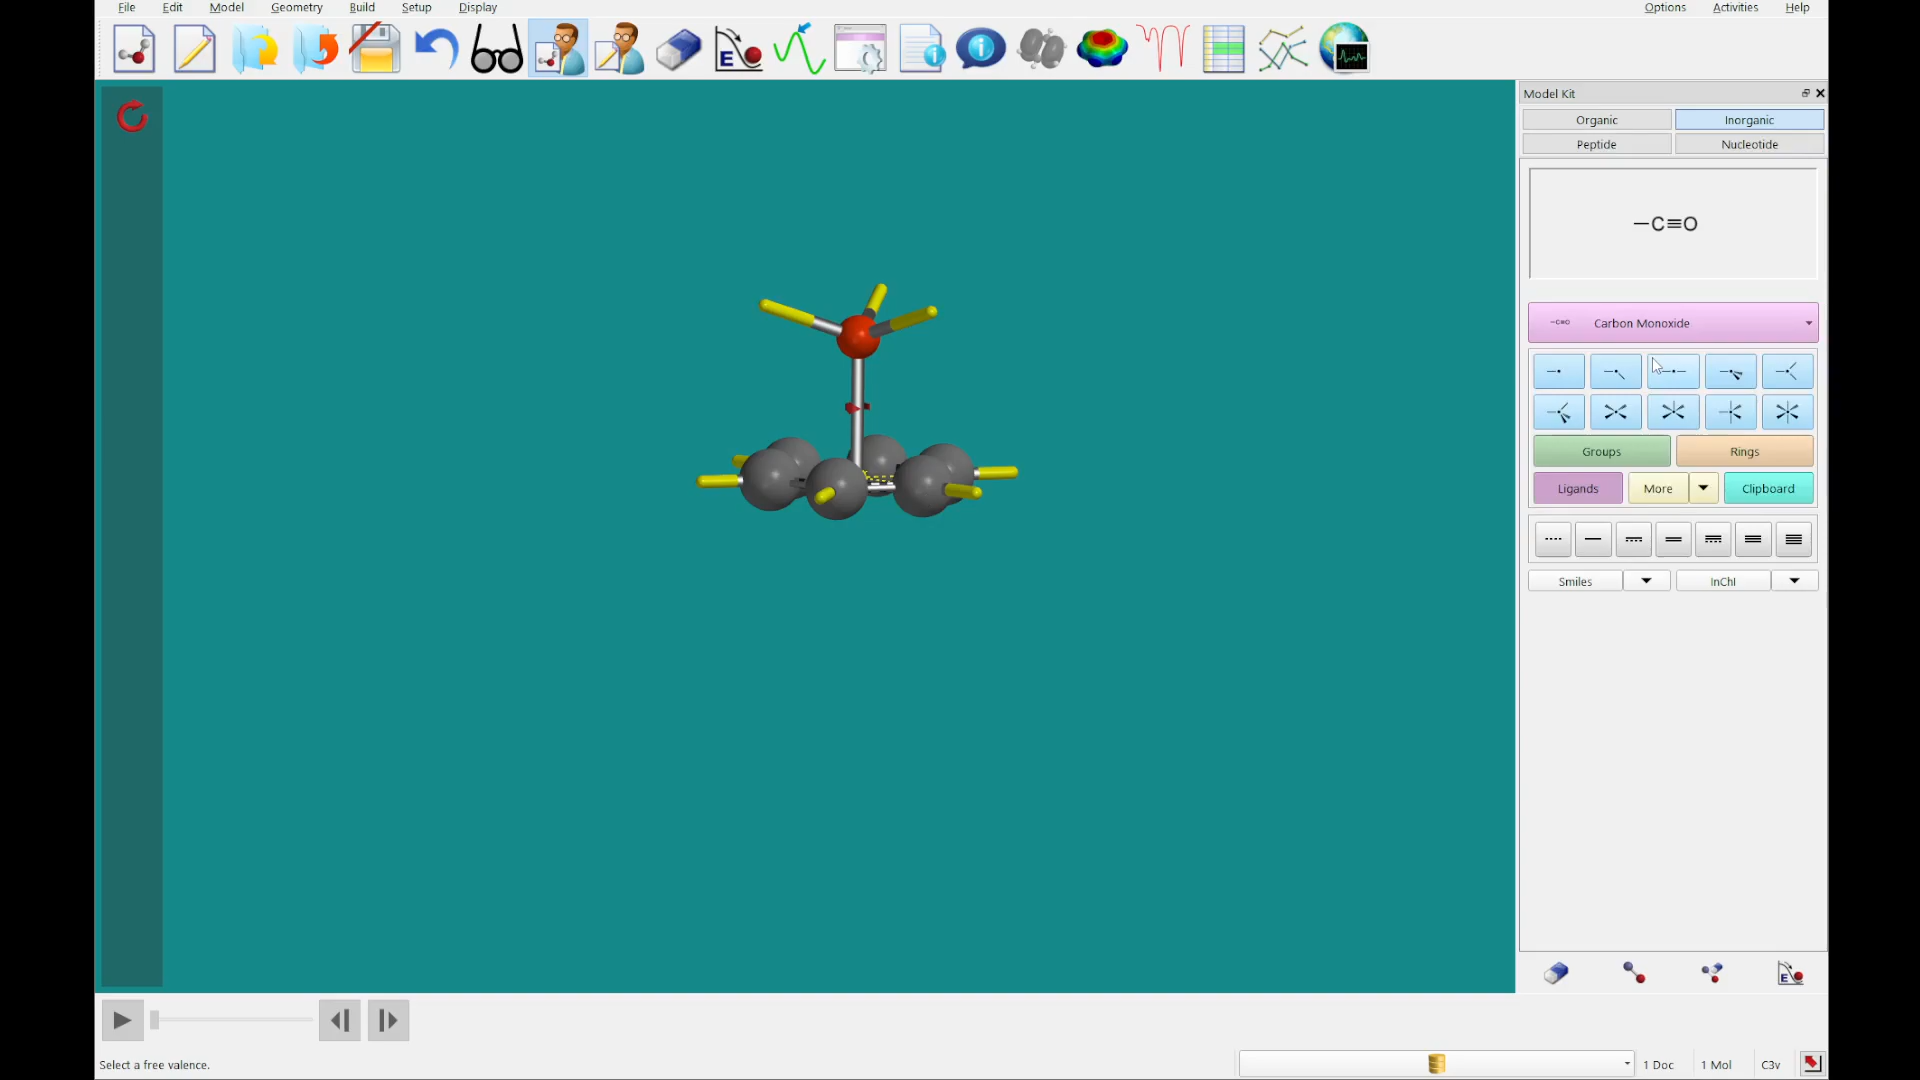 File Edit Model Geometry Build Setup Display Options Activities Help
E
Model Kit
Organic Inorganic
Peptide Nucleotide
—C≡O
—C≡O Carbon Monoxide
Groups Rings
Ligands More Clipboard
Smiles InChI
E
Select a free valence. 1 Doc 1 Mol C3v